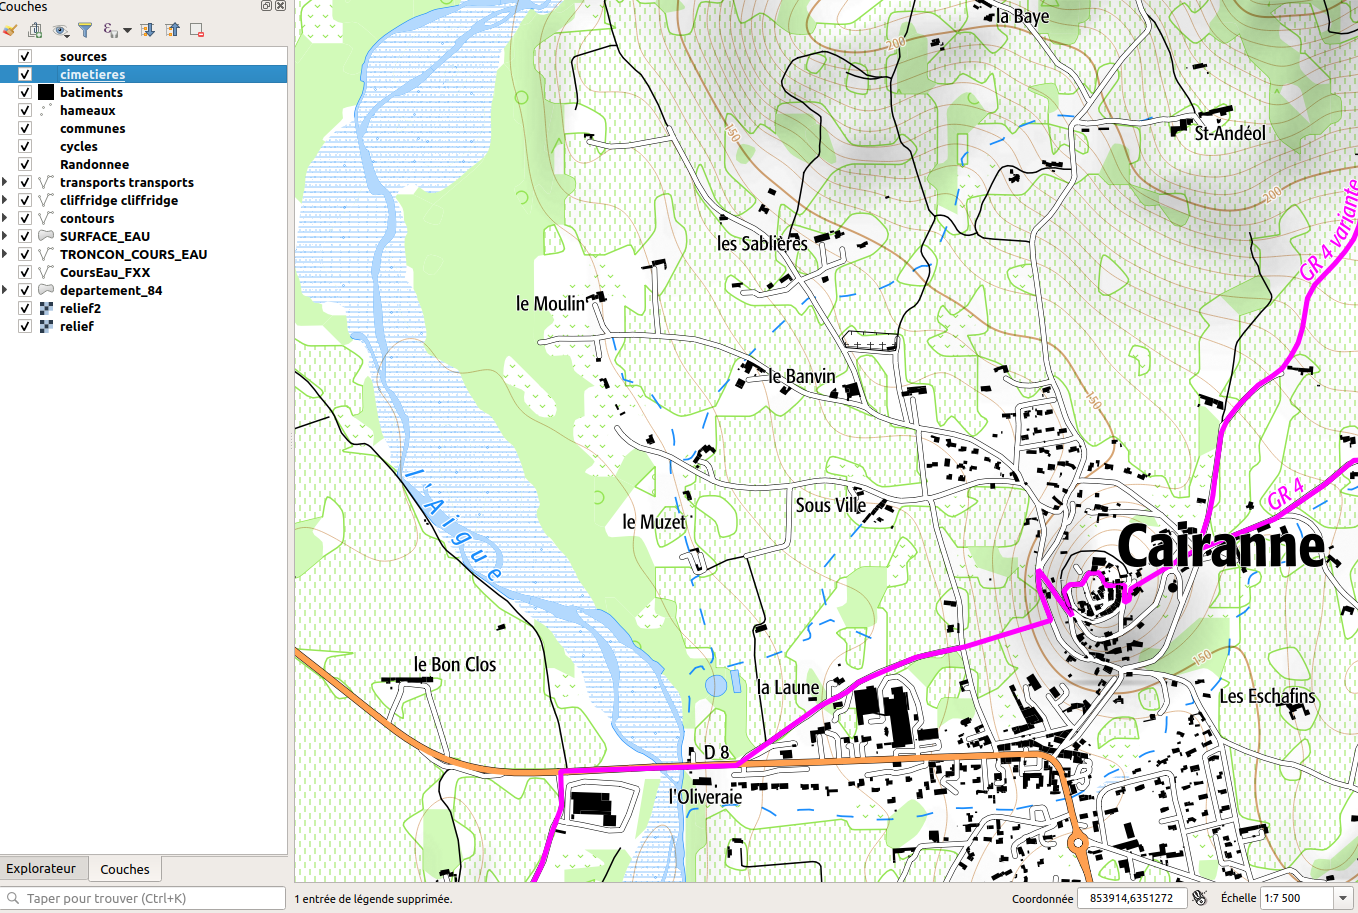 Couches
sources
cimetieres
batiments
hameaux
communes
cycles
Randonnee
transports transports
cliffridge cliffridge
contours
SURFACE_EAU
TRONCON_COURS_EAU
CoursEau_FXX
departement_84
relief2
relief
Explorateur
Couches
Taper pour trouver (Ctrl+K)
la Baye
200
150
St-Andéol
200
GR 4 variante
les Sablières
le Moulin
le Banvin
150
GR 4
l'Aigue
Sous Ville
le Muzet
Cairanne
le Bon Clos
150
la Laune
Les Eschafins
D 8
l'Oliveraie
1 entrée de légende supprimée.
Coordonnée
853914,6351272
Échelle
1:7 500